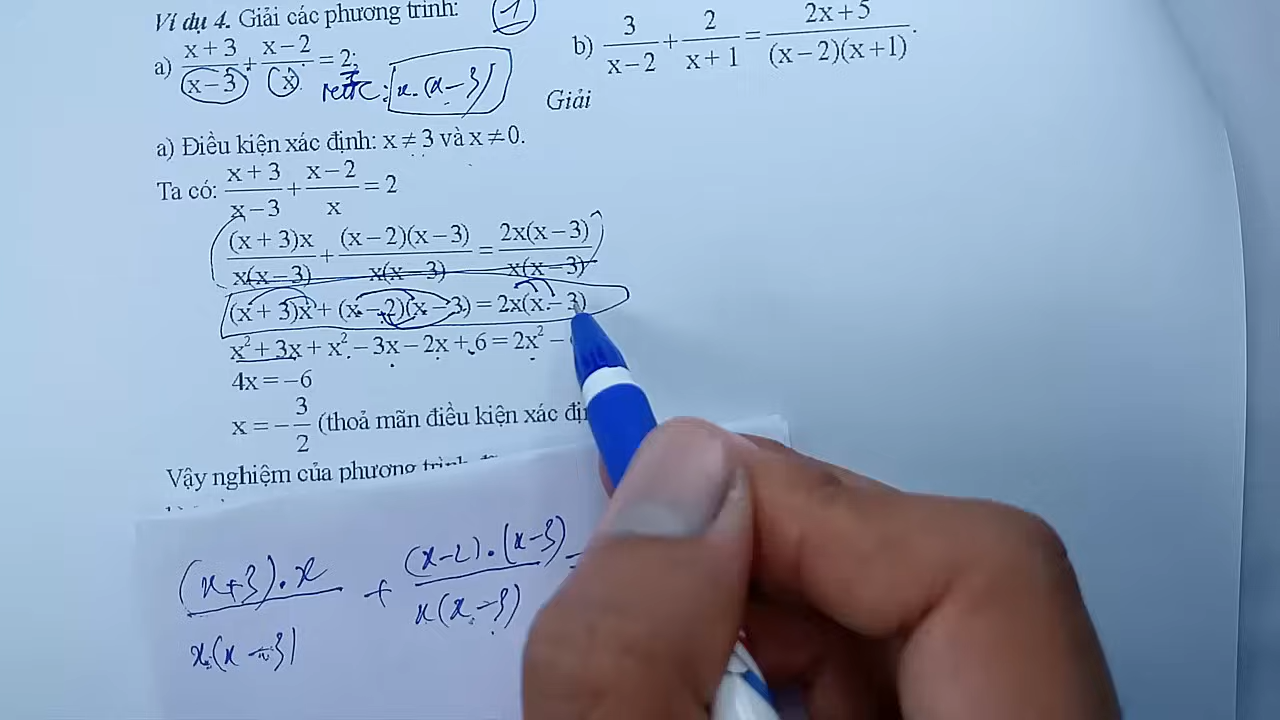 Ví dụ 4. Giải các phương trình: 1
a) (x+3)/(x−3) + (x−2)/x = 2;
b) 3/(x−2) + 2/(x+1) = (2x+5)/((x−2)(x+1)).
x.(x−3)
Giải
a) Điều kiện xác định: x ≠ 3 và x ≠ 0.
Ta có: (x+3)/(x−3) + (x−2)/x = 2
((x+3)x)/(x(x−3)) + ((x−2)(x−3))/(x(x−3)) = (2x(x−3))/(x(x−3))
(x+3)x + (x−2)(x−3) = 2x(x−3)
x² + 3x + x² − 3x − 2x + 6 = 2x² −
4x = −6
x = −3/2 (thoả mãn điều kiện xác
Vậy nghiệm của phương trình
((x+3).x)/(x.(x−3)) + ((x−2).(x−3))/(x(x−3)) =